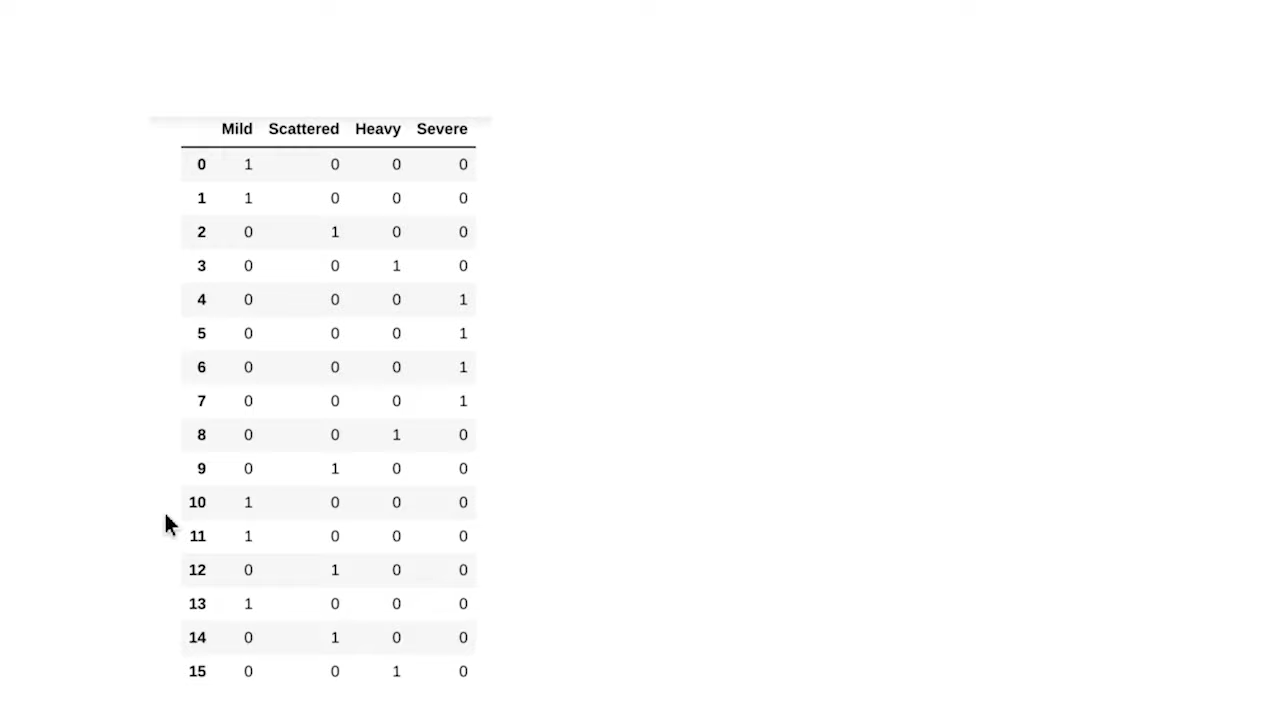 Mild Scattered Heavy Severe
0 1 0 0 0
1 1 0 0 0
2 0 1 0 0
3 0 0 1 0
4 0 0 0 1
5 0 0 0 1
6 0 0 0 1
7 0 0 0 1
8 0 0 1 0
9 0 1 0 0
10 1 0 0 0
11 1 0 0 0
12 0 1 0 0
13 1 0 0 0
14 0 1 0 0
15 0 0 1 0